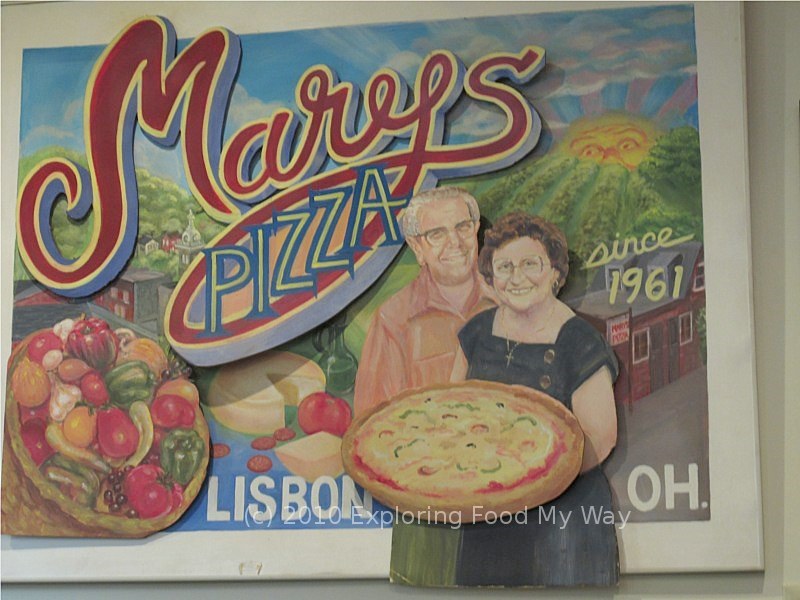 Marys
PIZZA
since
1961
LISBON OH.
(c) 2010 Exploring Food My Way